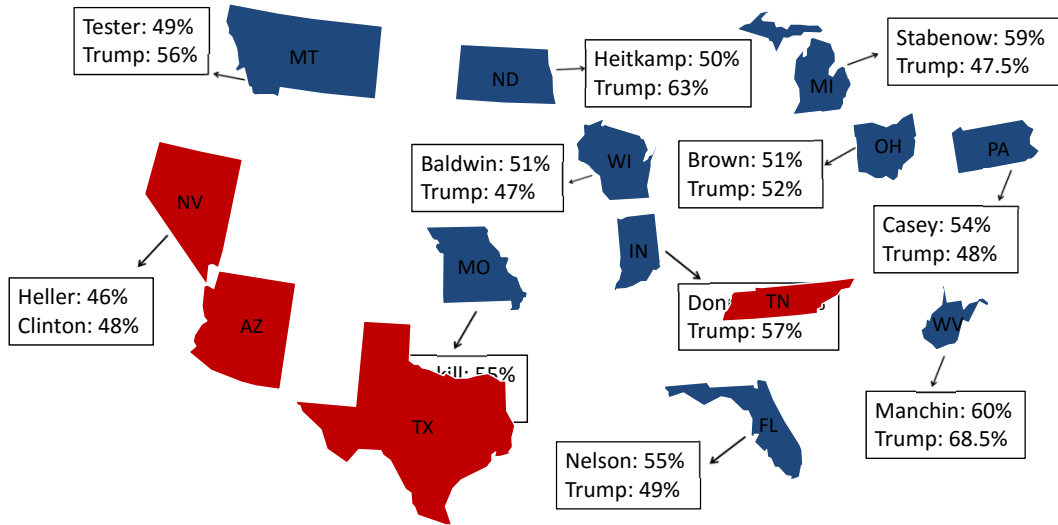 Tester: 49%
Trump: 56%
MT
ND
Heitkamp: 50%
Trump: 63%
MI
Stabenow: 59%
Trump: 47.5%
Baldwin: 51%
Trump: 47%
WI
Brown: 51%
Trump: 52%
OH
PA
Casey: 54%
Trump: 48%
NV
Heller: 46%
Clinton: 48%
AZ
MO
IN
TN
Trump: 57%
WV
Manchin: 60%
Trump: 68.5%
55%
TX
FL
Nelson: 55%
Trump: 49%